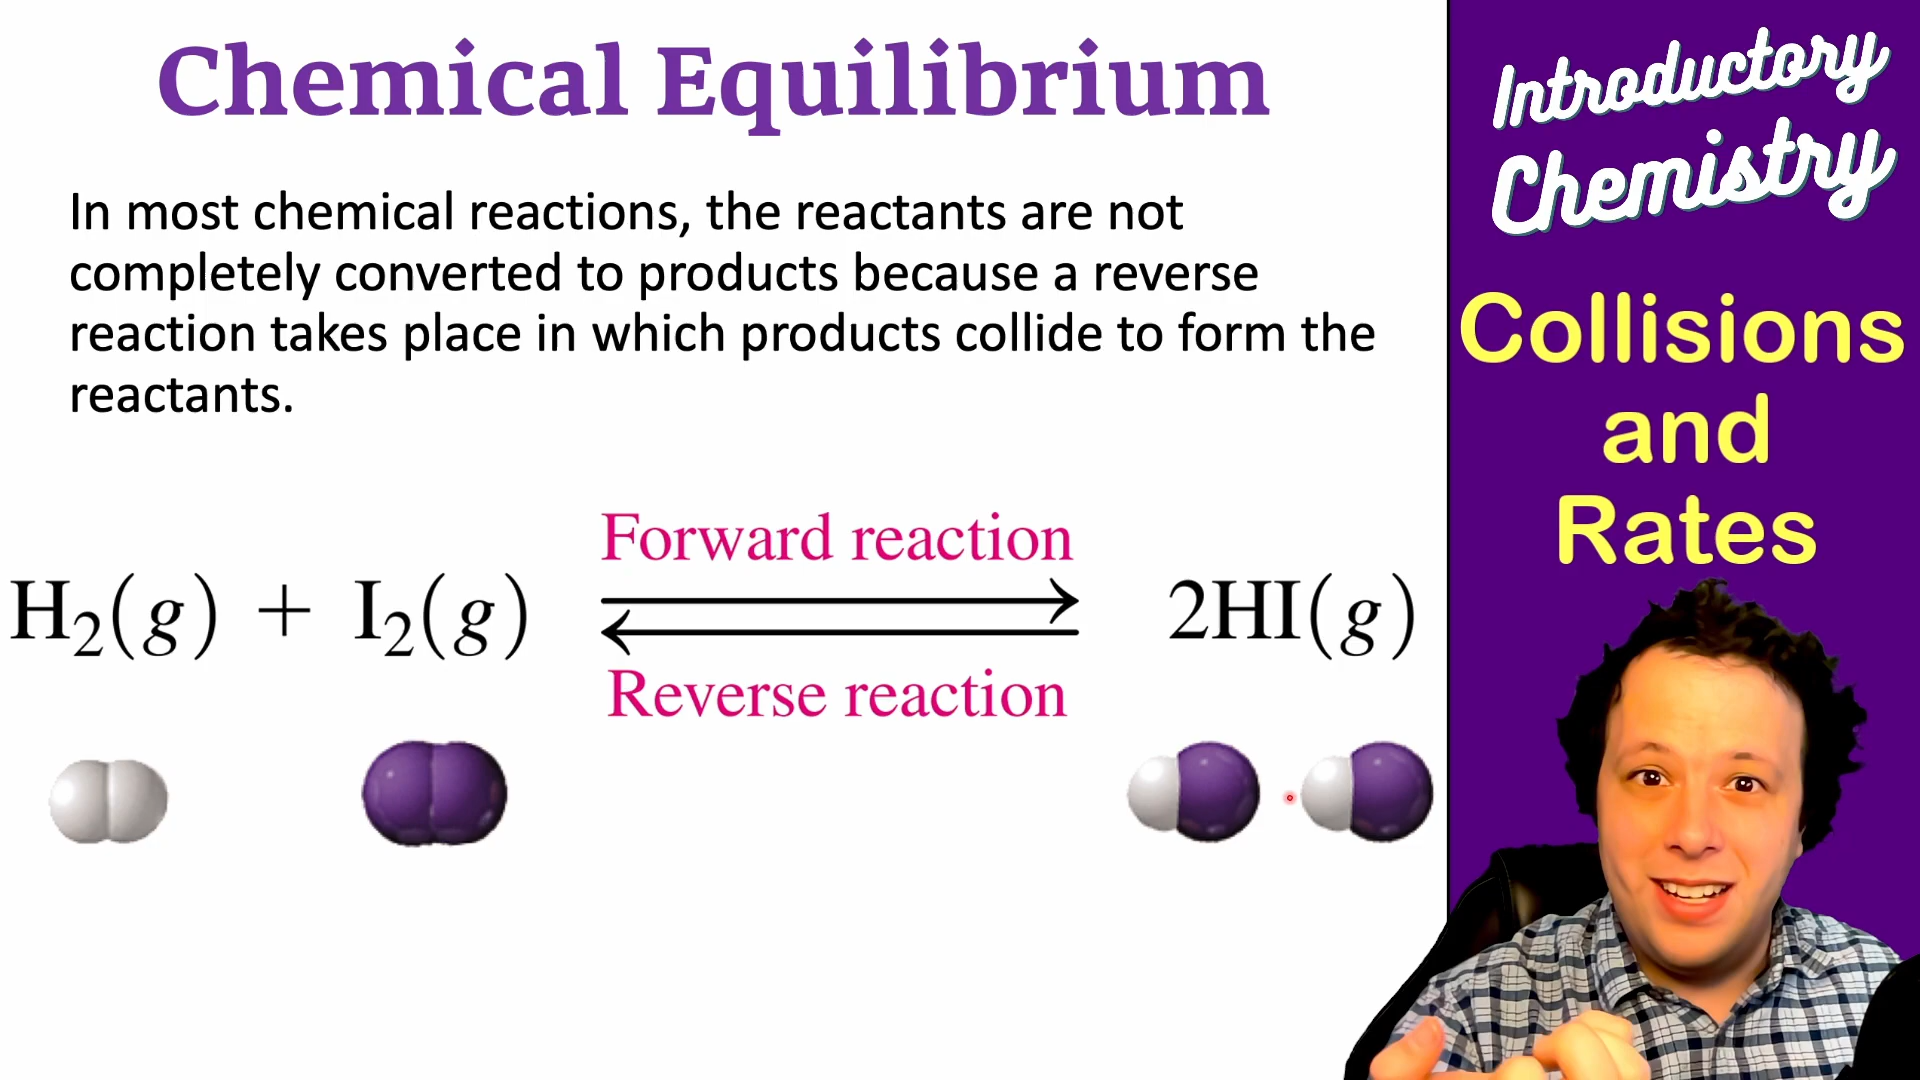 Chemical Equilibrium
In most chemical reactions, the reactants are not
completely converted to products because a reverse
reaction takes place in which products collide to form the
reactants.
Forward reaction
H₂(g) + I₂(g) ⇌ 2HI(g)
Reverse reaction
Introductory
Chemistry
Collisions
and
Rates